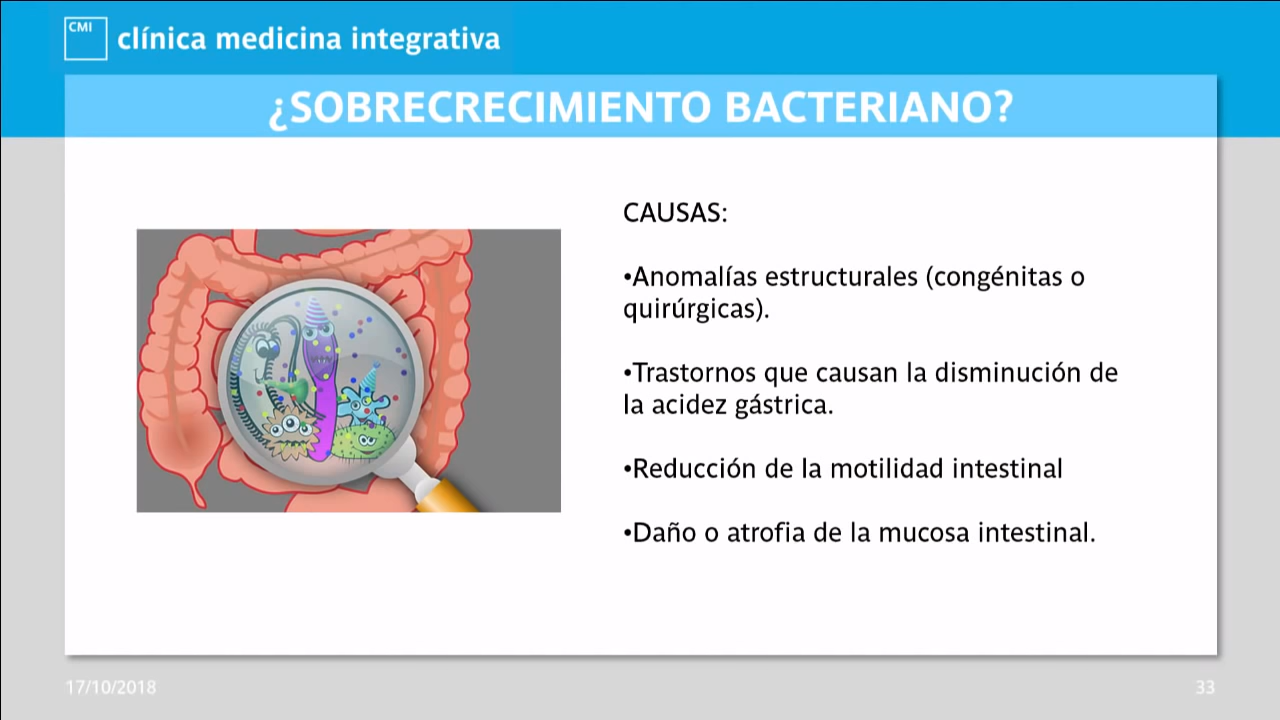 CMI
clínica medicina integrativa
¿SOBRECRECIMIENTO BACTERIANO?
CAUSAS:
•Anomalías estructurales (congénitas o
quirúrgicas).
•Trastornos que causan la disminución de
la acidez gástrica.
•Reducción de la motilidad intestinal
•Daño o atrofia de la mucosa intestinal.
17/10/2018
33